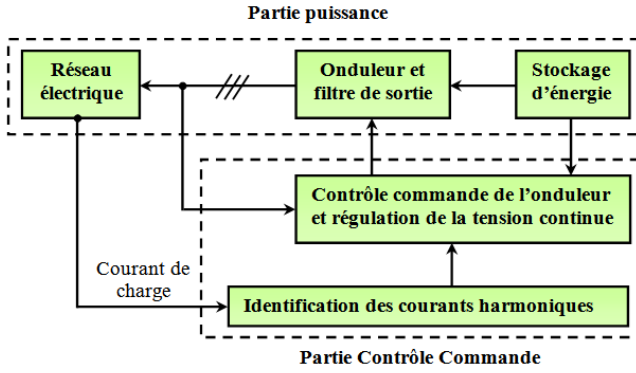 Partie puissance
Réseau
électrique
Onduleur et
filtre de sortie
Stockage
d’énergie
Contrôle commande de l’onduleur
et régulation de la tension continue
Courant de
charge
Identification des courants harmoniques
Partie Contrôle Commande